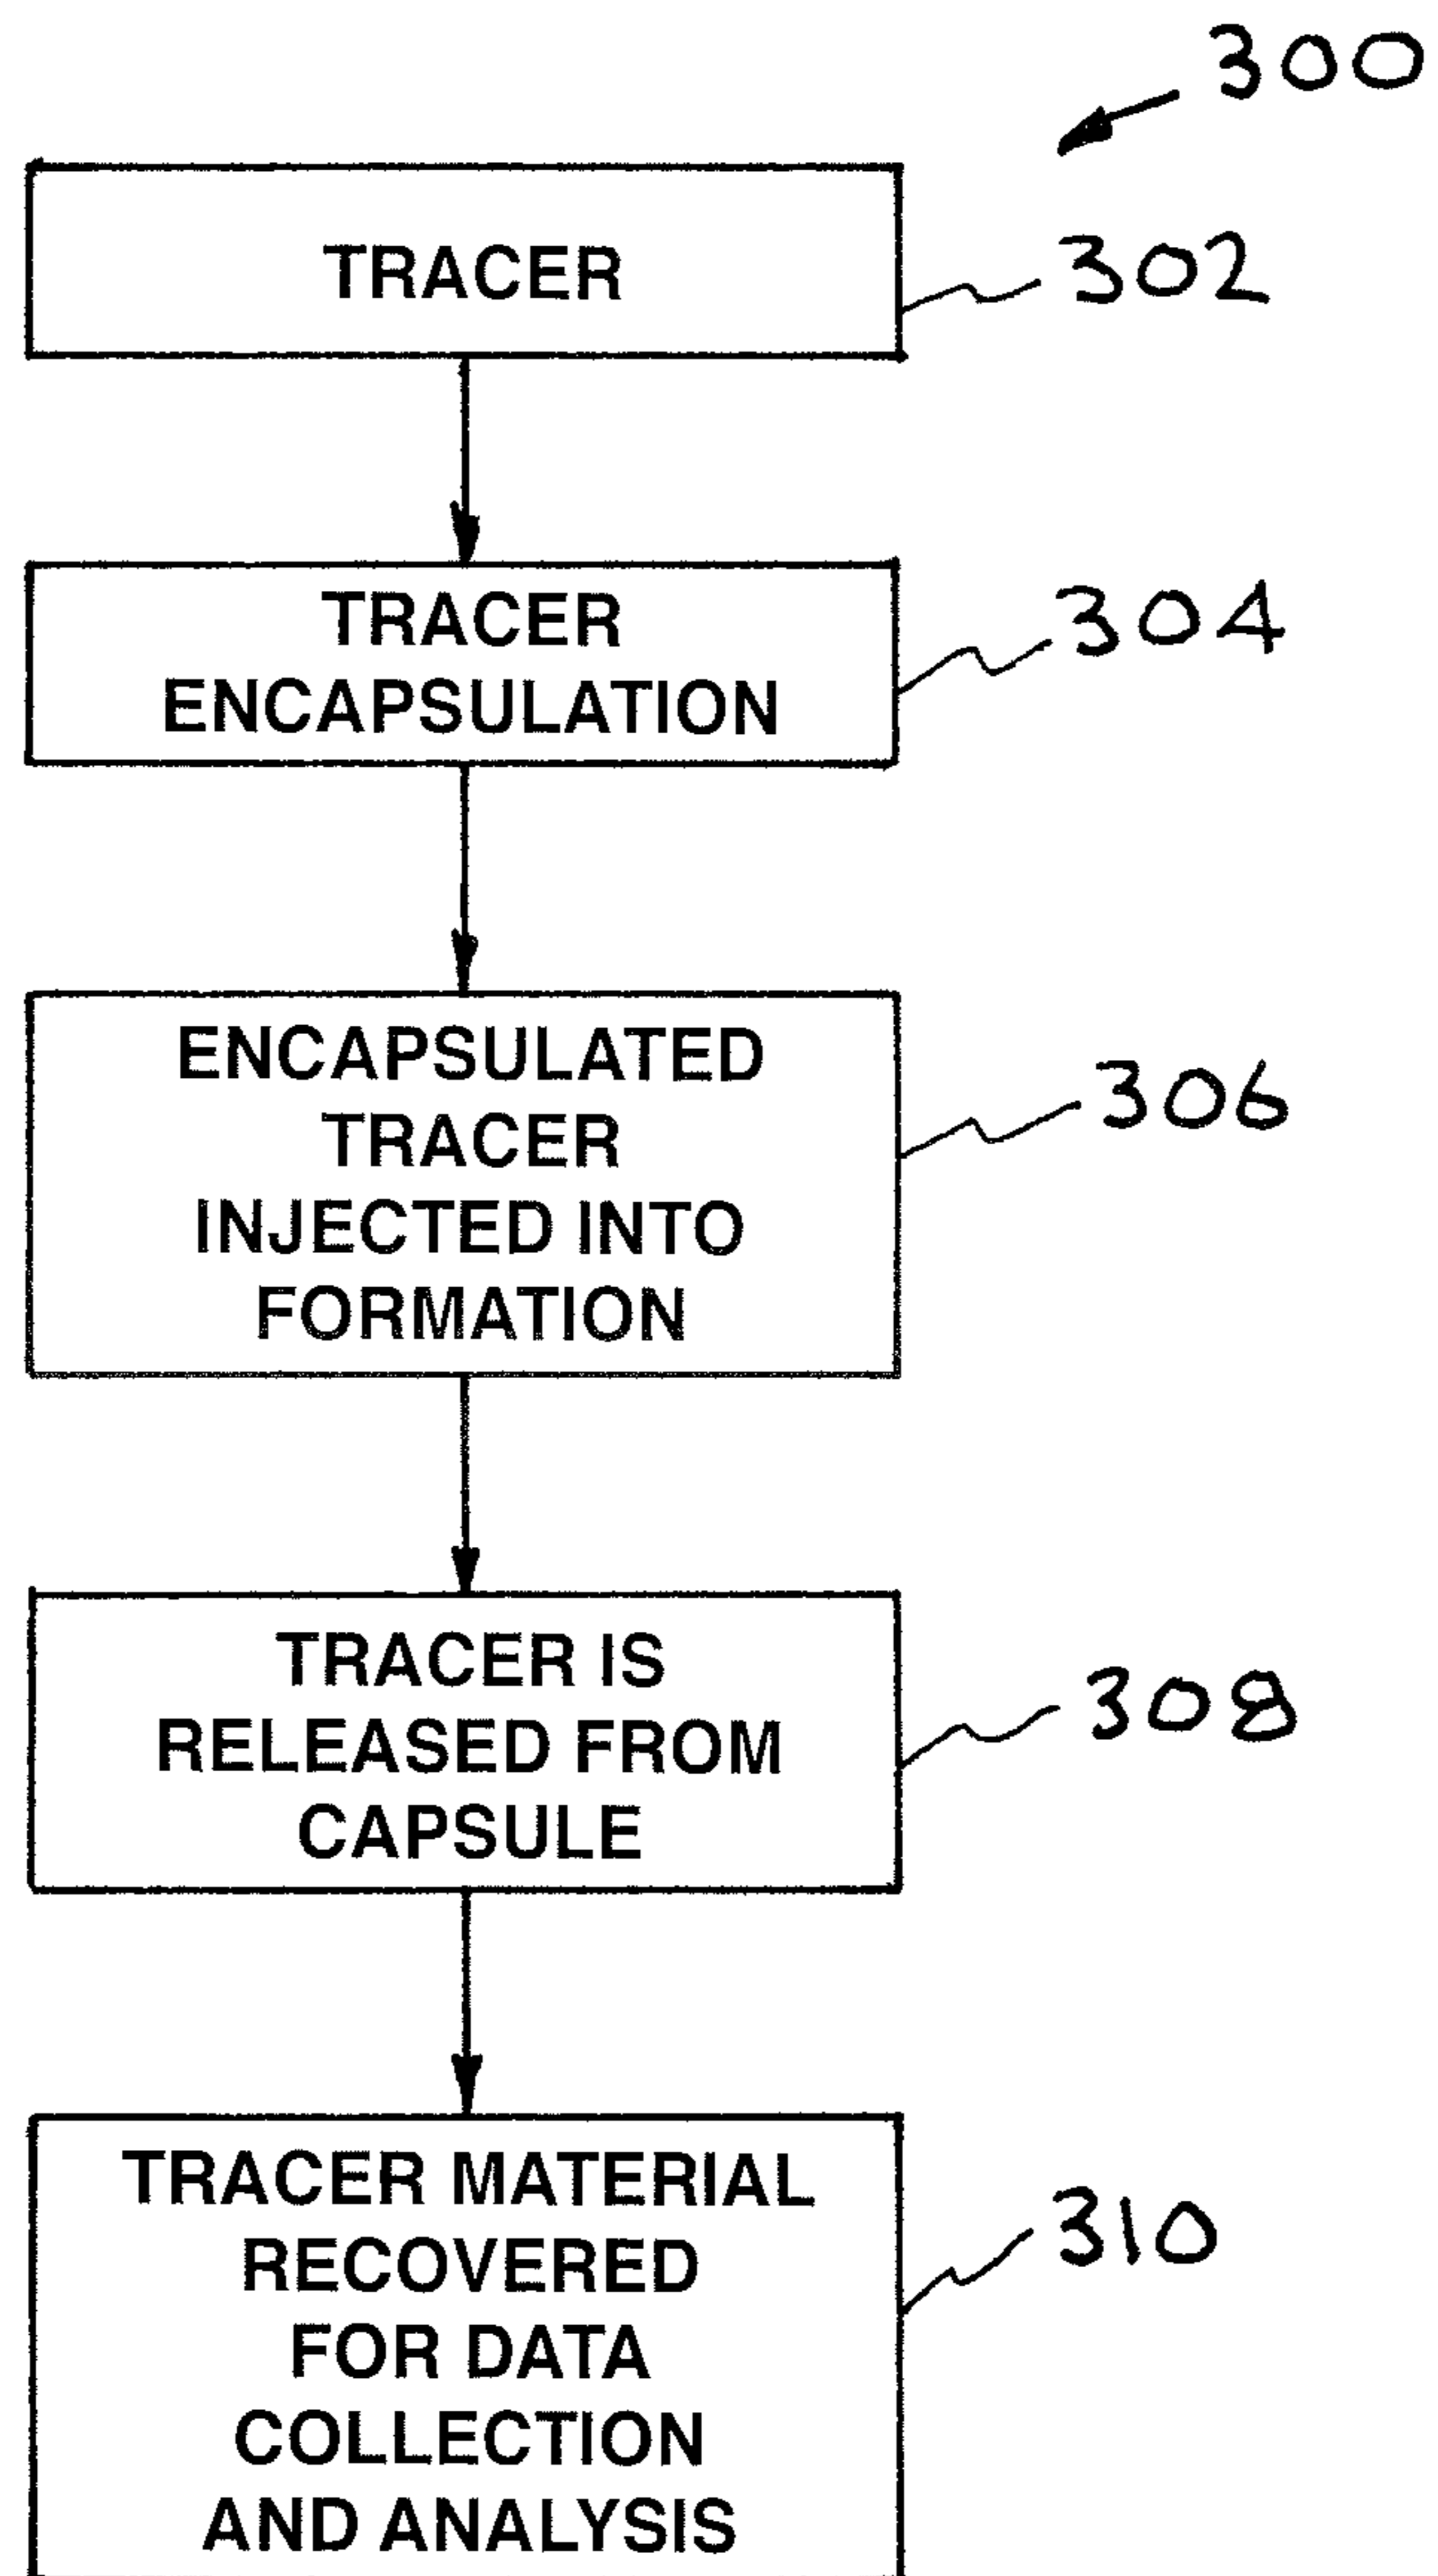 300
TRACER
302
TRACER
ENCAPSULATION
304
ENCAPSULATED
TRACER
INJECTED INTO
FORMATION
306
TRACER IS
RELEASED FROM
CAPSULE
308
TRACER MATERIAL
RECOVERED
FOR DATA
COLLECTION
AND ANALYSIS
310